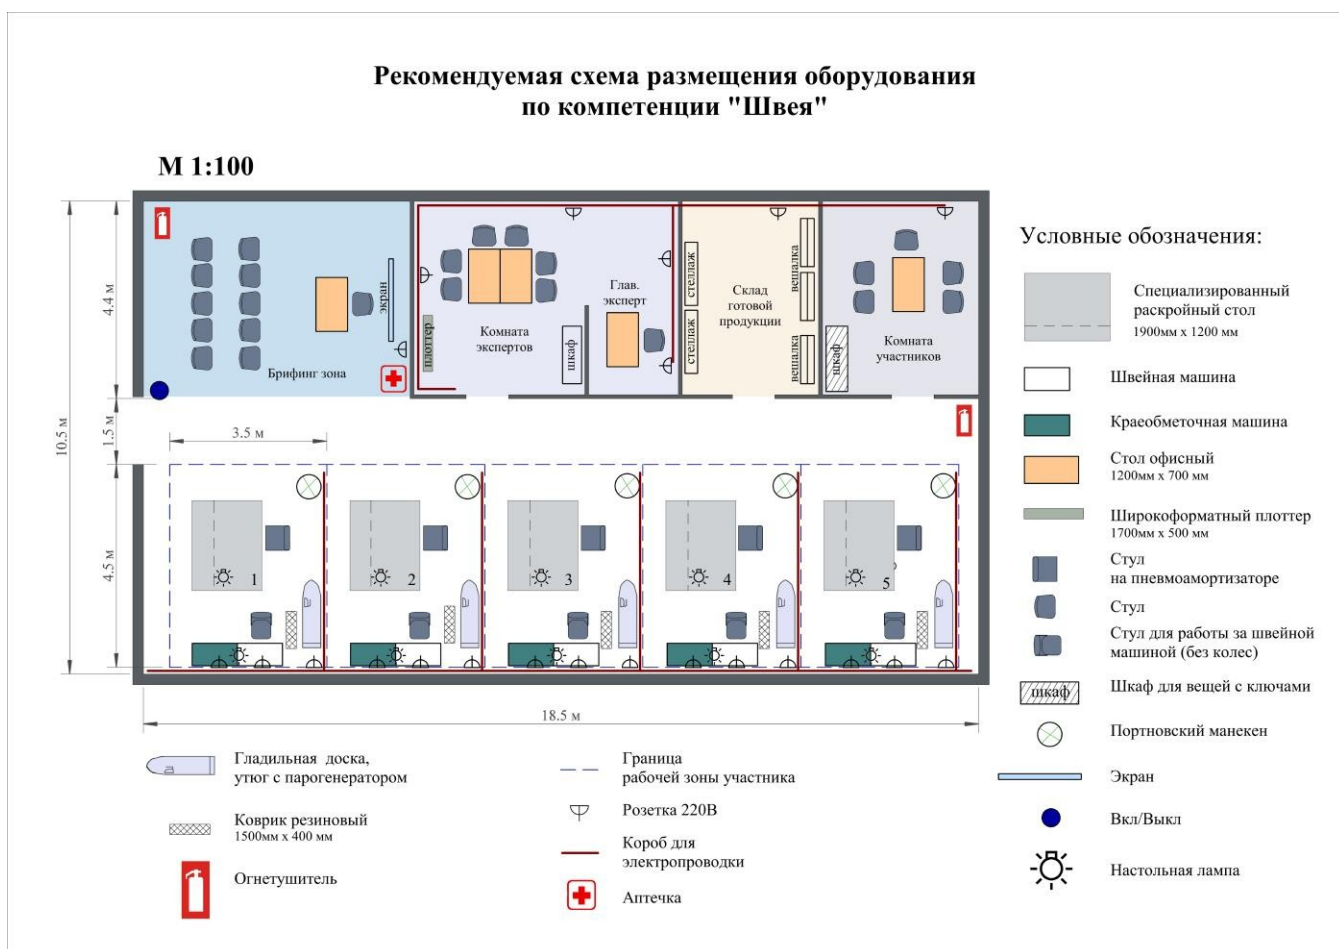 Рекомендуемая схема размещения оборудования
по компетенции "Швея"
М 1:100
10.5 м
4.4 м
1.5 м
4.5 м
3.5 м
18.5 м
Брифинг зона
экран
плоттер
Комната
экспертов
шкаф
Глав.
эксперт
стеллаж
стеллаж
Склад
готовой
продукции
вешалка
вешалка
шкаф
Комната
участников
1
2
3
4
5
Условные обозначения:
Специализированный
раскройный стол
1900мм х 1200 мм
Швейная машина
Краеобметочная машина
Стол офисный
1200мм х 700 мм
Широкоформатный плоттер
1700мм х 500 мм
Стул
на пневмоамортизаторе
Стул
Стул для работы за швейной
машиной (без колес)
шкаф
Шкаф для вещей с ключами
Портновский манекен
Экран
Вкл/Выкл
Настольная лампа
Гладильная доска,
утюг с парогенератором
Коврик резиновый
1500мм х 400 мм
Огнетушитель
Граница
рабочей зоны участника
Розетка 220В
Короб для
электропроводки
Аптечка